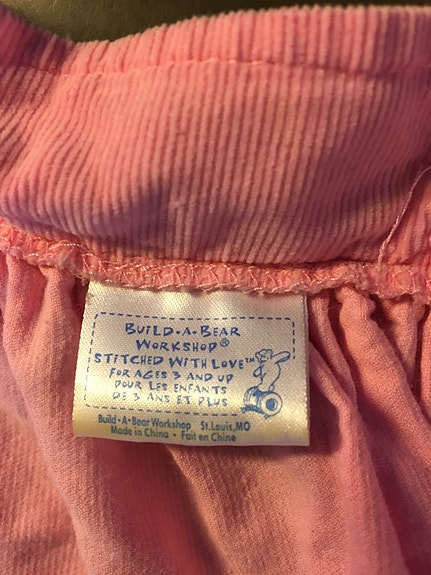 BUILD-A-BEAR
WORKSHOP®
STITCHED WITH LOVE™
FOR AGES 3 AND UP
POUR LES ENFANTS
DE 3 ANS ET PLUS
Build•A•Bear Workshop St.Louis,MO
Made in China • Fait en Chine